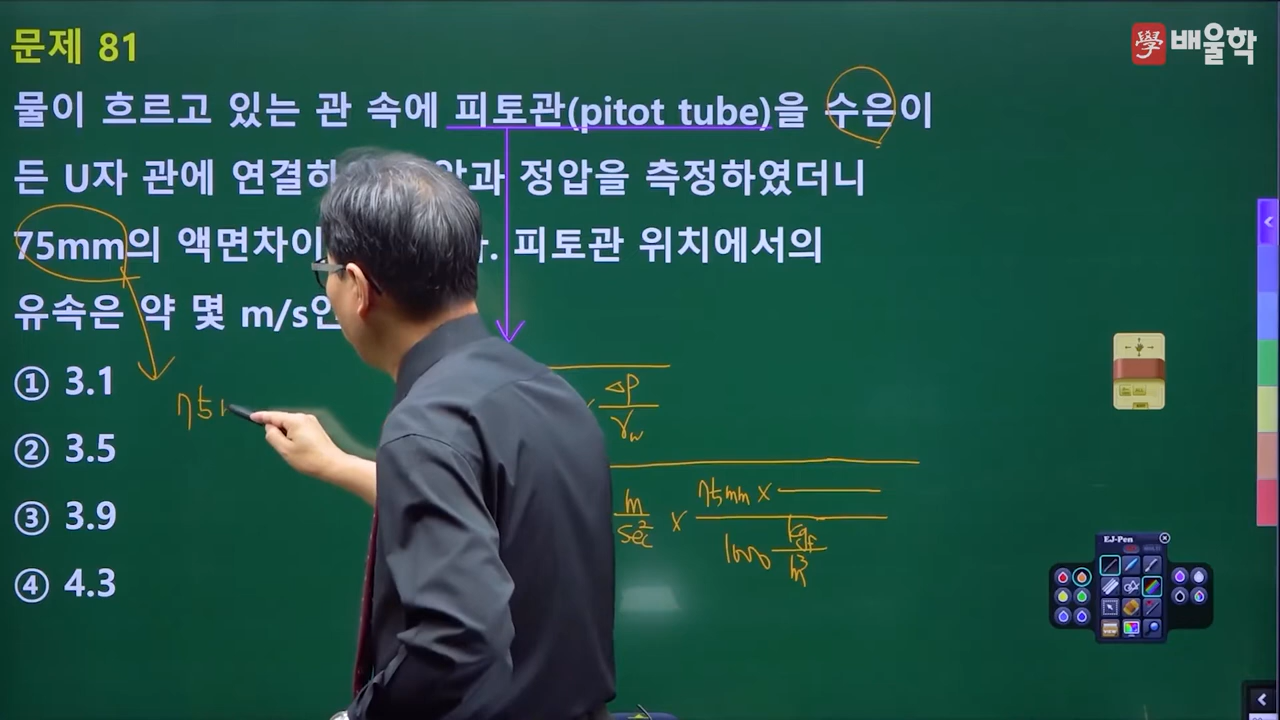 문제 81
學 배울학
물이 흐르고 있는 관 속에 피토관(pitot tube)을 수은이
든 U자 관에 연결하 과 정압을 측정하였더니
75mm의 액면차이 . 피토관 위치에서의
유속은 약 몇 m/s인
① 3.1
② 3.5
③ 3.9
④ 4.3
75
ΔP
γw
m
sec²
×
75mm ×
1000 kgf
m³
EJ-Pen